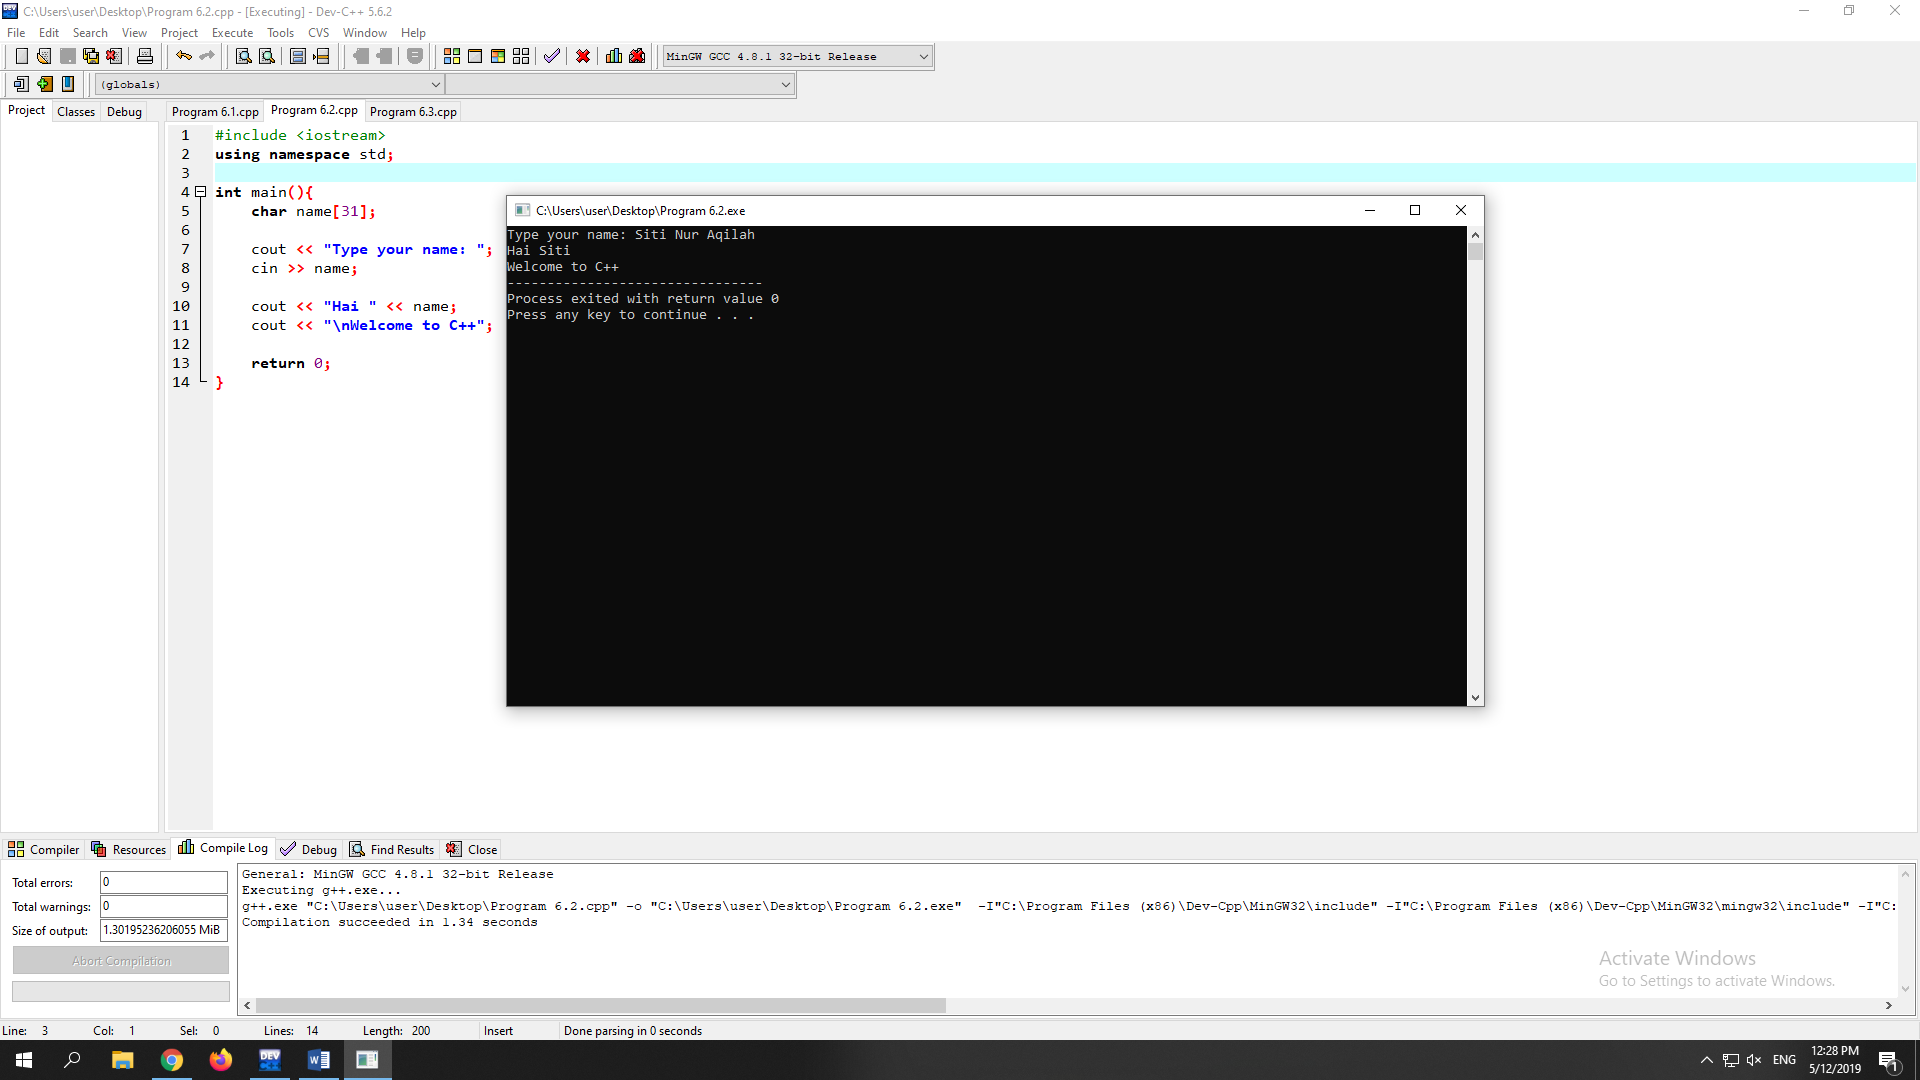 C:\Users\user\Desktop\Program 6.2.cpp - [Executing] - Dev-C++ 5.6.2
File Edit Search View Project Execute Tools CVS Window Help
MinGW GCC 4.8.1 32-bit Release
(globals)
Project Classes Debug
Program 6.1.cpp Program 6.2.cpp Program 6.3.cpp
1 #include <iostream>
2 using namespace std;
3
4 int main(){
5 char name[31];
6
7 cout << "Type your name: ";
8 cin >> name;
9
10 cout << "Hai " << name;
11 cout << "\nWelcome to C++";
12
13 return 0;
14 }
C:\Users\user\Desktop\Program 6.2.exe
Type your name: Siti Nur Aqilah
Hai Siti
Welcome to C++
--------------------------------
Process exited with return value 0
Press any key to continue . . .
Compiler Resources Compile Log Debug Find Results Close
Total errors: 0
Total warnings: 0
Size of output: 1.30195236206055 MiB
Abort Compilation
General: MinGW GCC 4.8.1 32-bit Release
Executing g++.exe...
g++.exe "C:\Users\user\Desktop\Program 6.2.cpp" -o "C:\Users\user\Desktop\Program 6.2.exe"  -I"C:\Program Files (x86)\Dev-Cpp\MinGW32\include" -I"C:\Program Files (x86)\Dev-Cpp\MinGW32\mingw32\include" -I"C:
Compilation succeeded in 1.34 seconds
Activate Windows
Go to Settings to activate Windows.
Line: 3 Col: 1 Sel: 0 Lines: 14 Length: 200 Insert Done parsing in 0 seconds
DEV
ENG
12:28 PM
5/12/2019
1